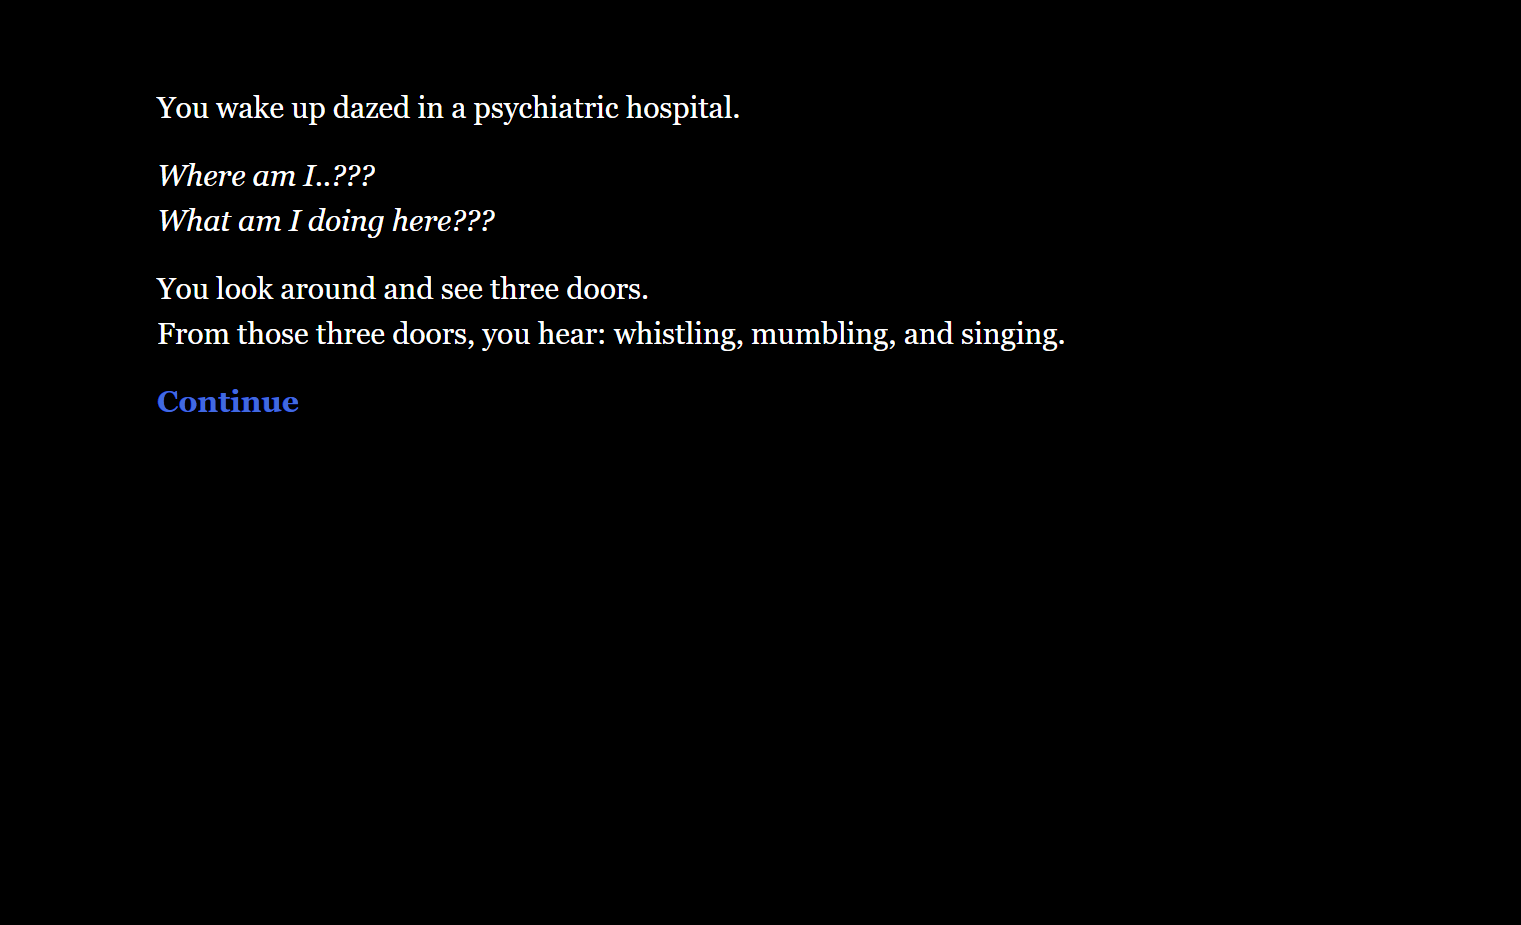 You wake up dazed in a psychiatric hospital.
Where am I..???
What am I doing here???
You look around and see three doors.
From those three doors, you hear: whistling, mumbling, and singing.
Continue